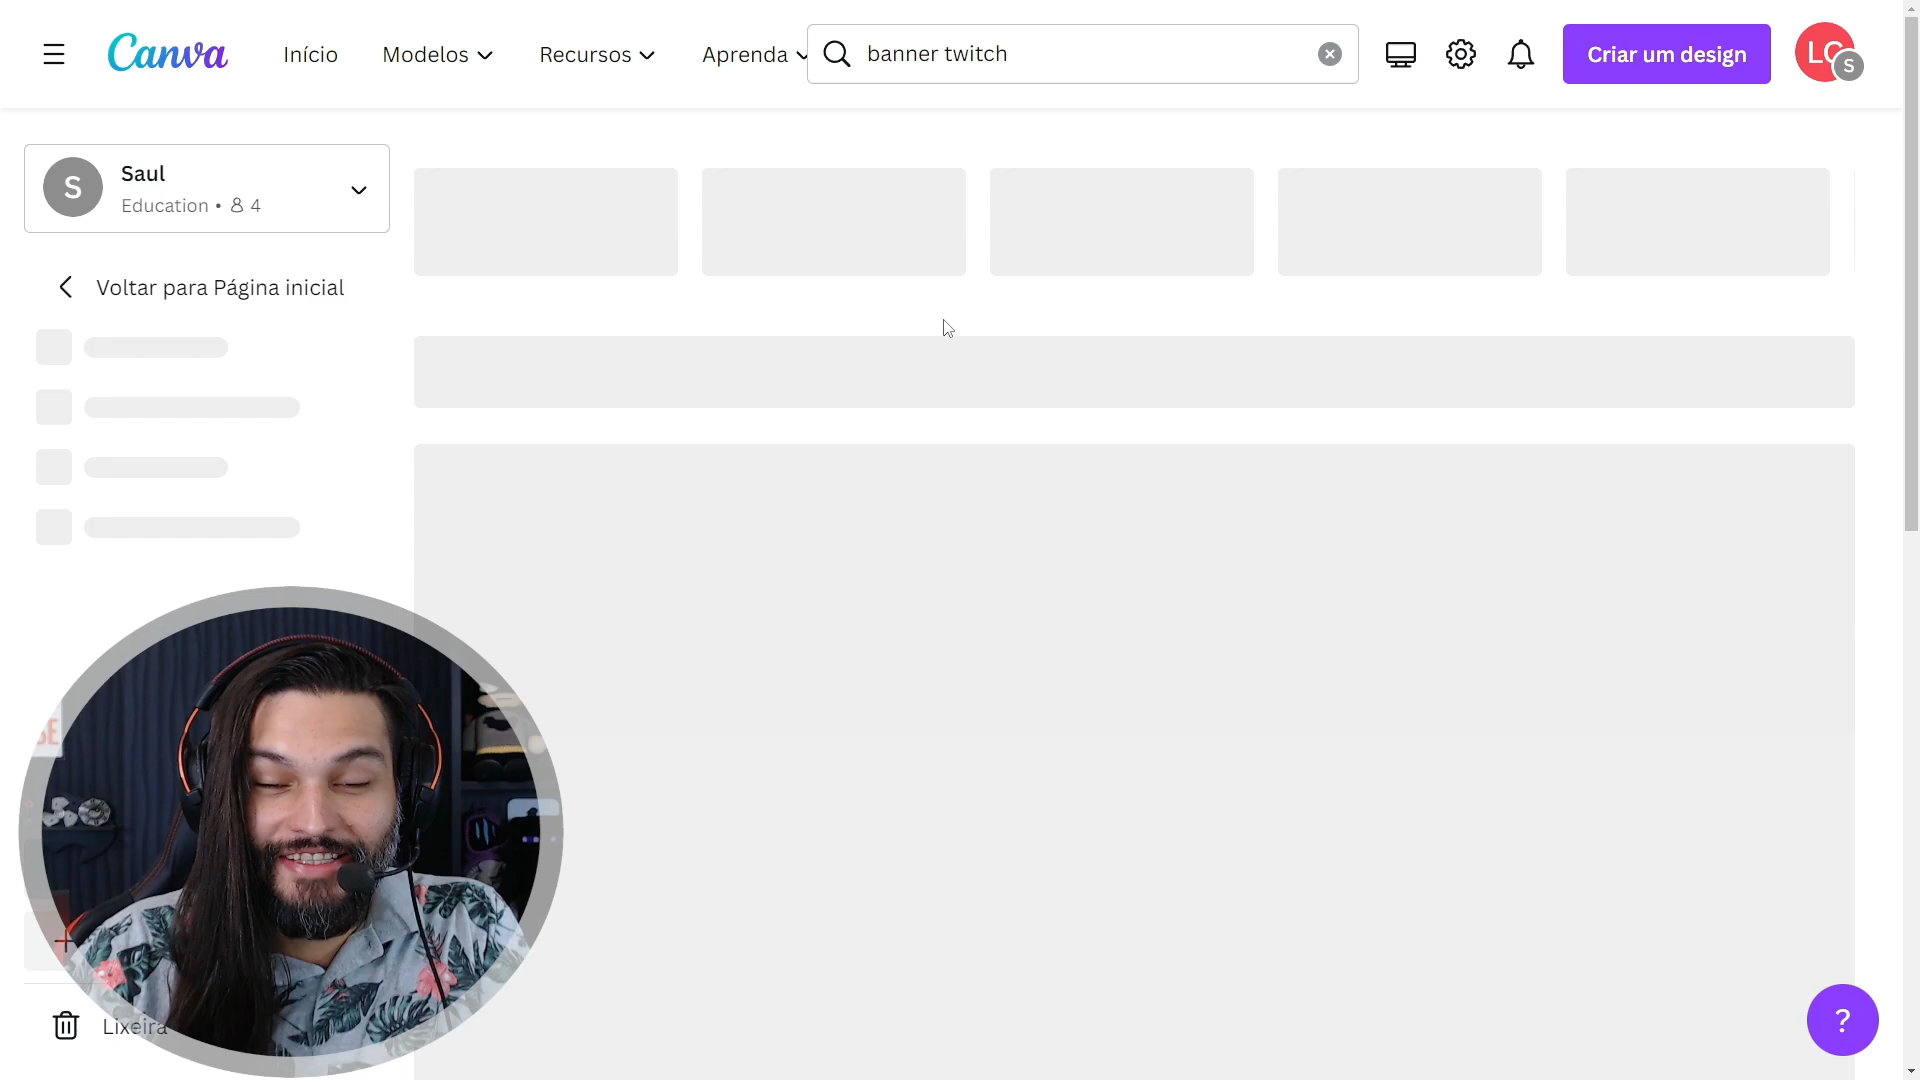 Canva
Início
Modelos
Recursos
Aprenda
banner twitch
Criar um design
LC
S
S
Saul
Education • 4
Voltar para Página inicial
Lixeira
?